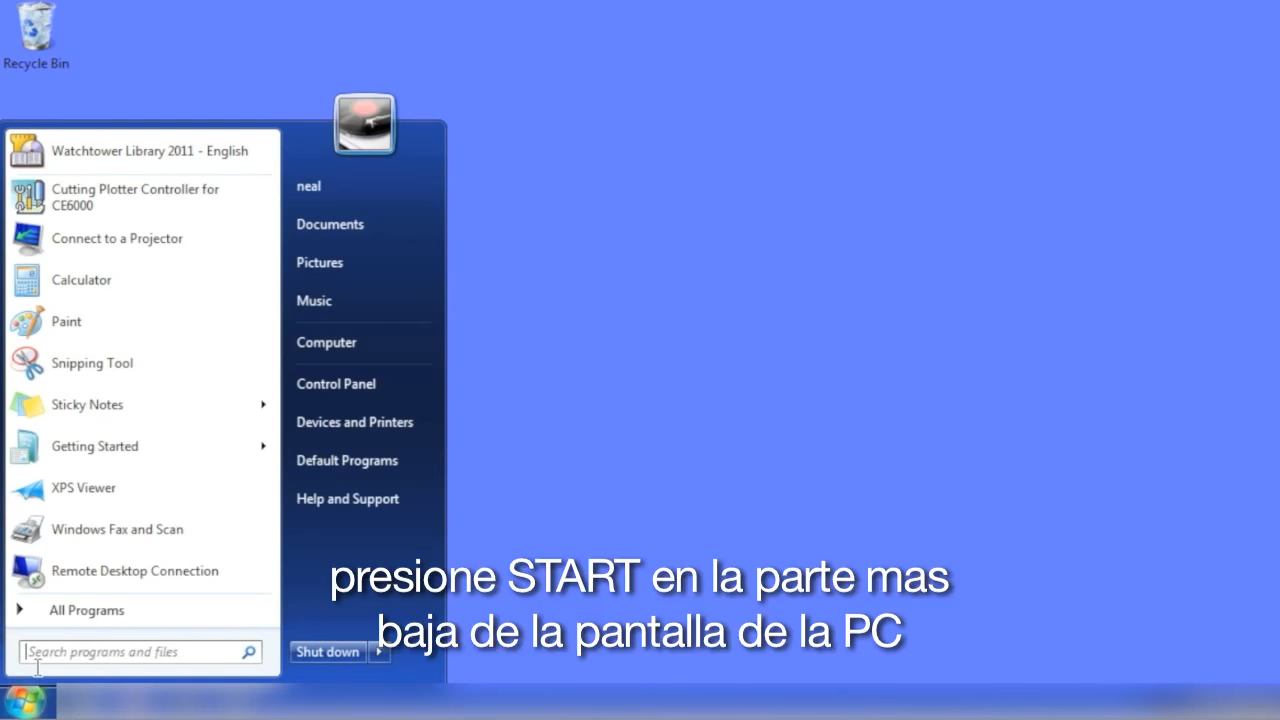 Recycle Bin
Watchtower Library 2011 - English
Cutting Plotter Controller for
CE6000
Connect to a Projector
Calculator
Paint
Snipping Tool
Sticky Notes
Getting Started
XPS Viewer
Windows Fax and Scan
Remote Desktop Connection
All Programs
Search programs and files
neal
Documents
Pictures
Music
Computer
Control Panel
Devices and Printers
Default Programs
Help and Support
Shut down
presione START en la parte mas
baja de la pantalla de la PC